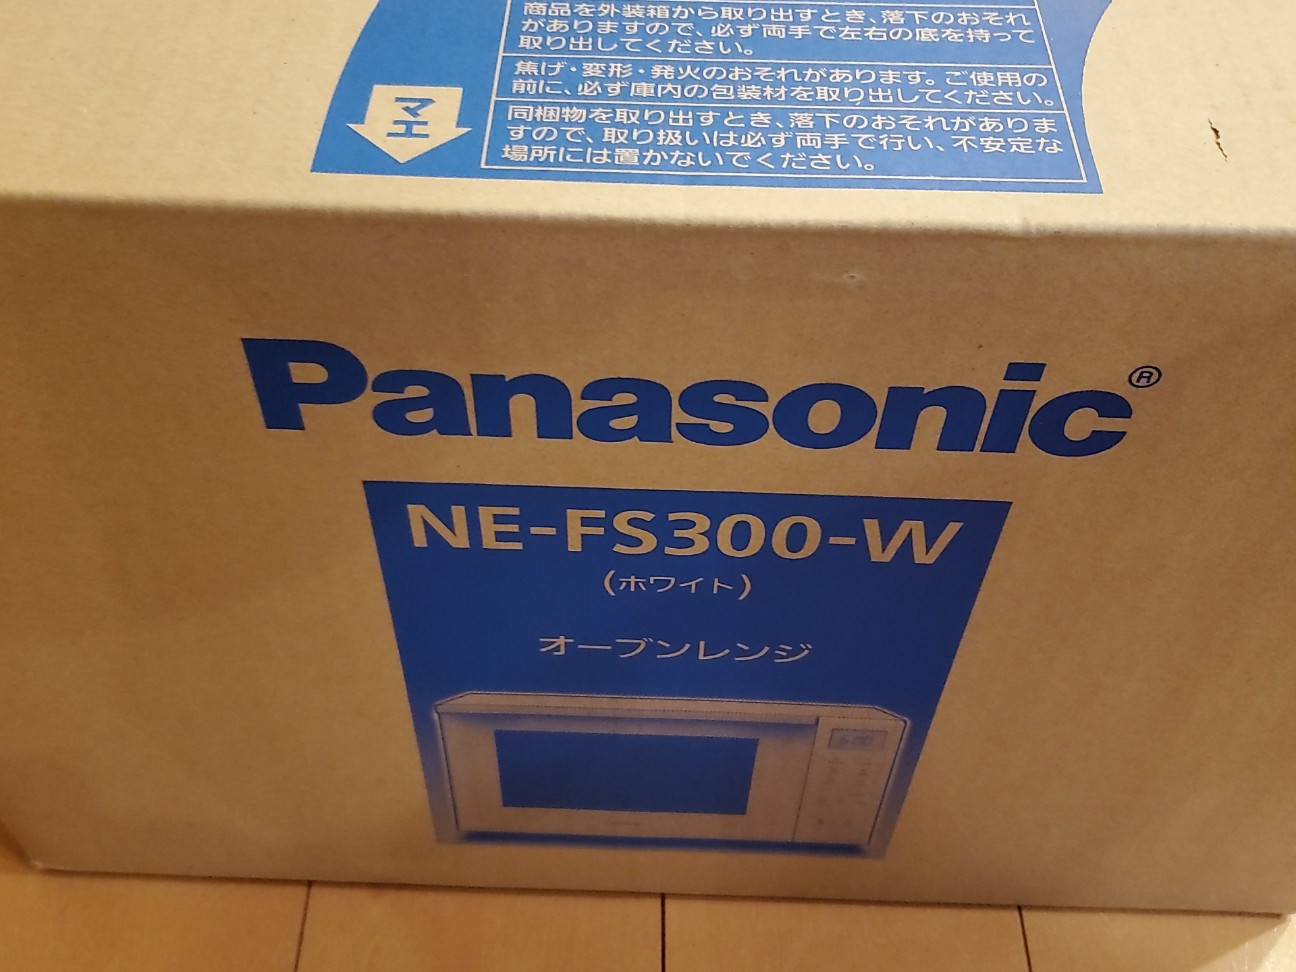 商品を外装箱から取り出すとき、落下のおそれ
がありますので、必ず両手で左右の底を持って
取り出してください。
焦げ・変形・発火のおそれがあります。ご使用の
前に、必ず庫内の包装材を取り出してください。
同梱物を取り出すとき、落下のおそれがありま
すので、取り扱いは必ず両手で行い、不安定な
場所には置かないでください。
マエ
Panasonic®
NE-FS300-W
(ホワイト)
オーブンレンジ